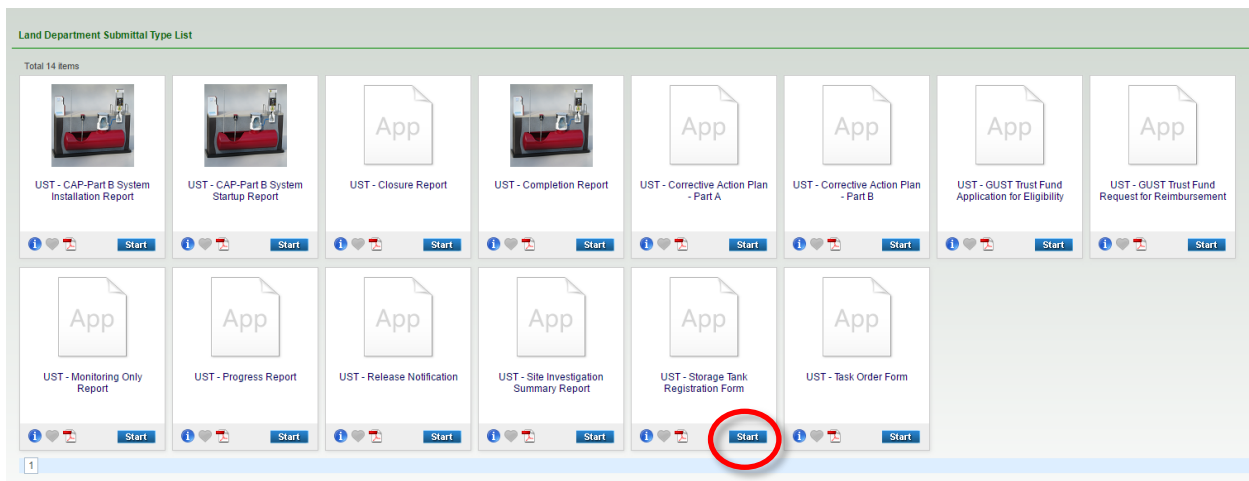 Land Department Submittal Type List
Total 14 items
App
App
App
App
App
UST - CAP-Part B System
Installation Report
UST - CAP-Part B System
Startup Report
UST - Closure Report
UST - Completion Report
UST - Corrective Action Plan
- Part A
UST - Corrective Action Plan
- Part B
UST - GUST Trust Fund
Application for Eligibility
UST - GUST Trust Fund
Request for Reimbursement
Start
Start
Start
Start
Start
Start
Start
Start
App
App
App
App
App
App
UST - Monitoring Only
Report
UST - Progress Report
UST - Release Notification
UST - Site Investigation
Summary Report
UST - Storage Tank
Registration Form
UST - Task Order Form
Start
Start
Start
Start
Start
Start
1